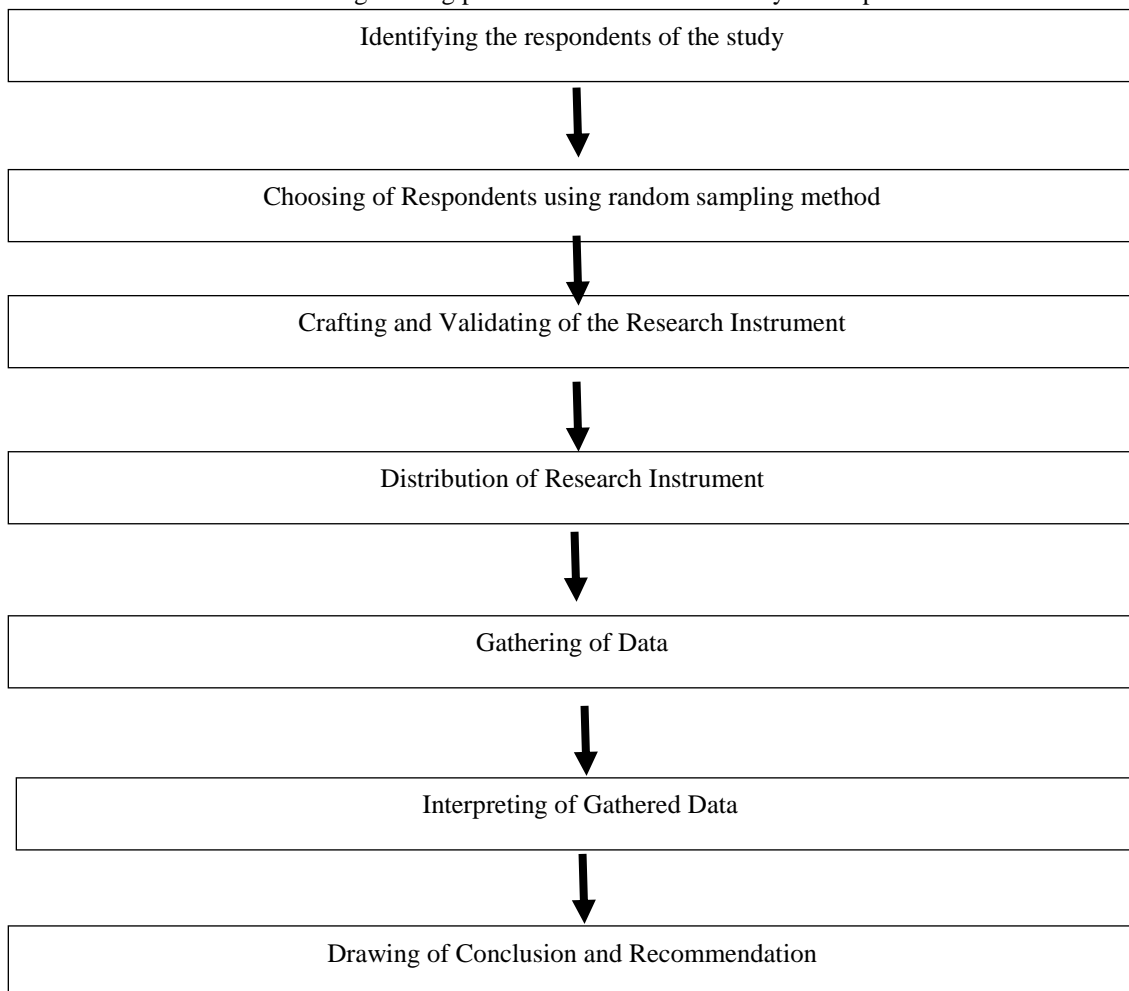 Identifying the respondents of the study
Choosing of Respondents using random sampling method
Crafting and Validating of the Research Instrument
Distribution of Research Instrument
Gathering of Data
Interpreting of Gathered Data
Drawing of Conclusion and Recommendation